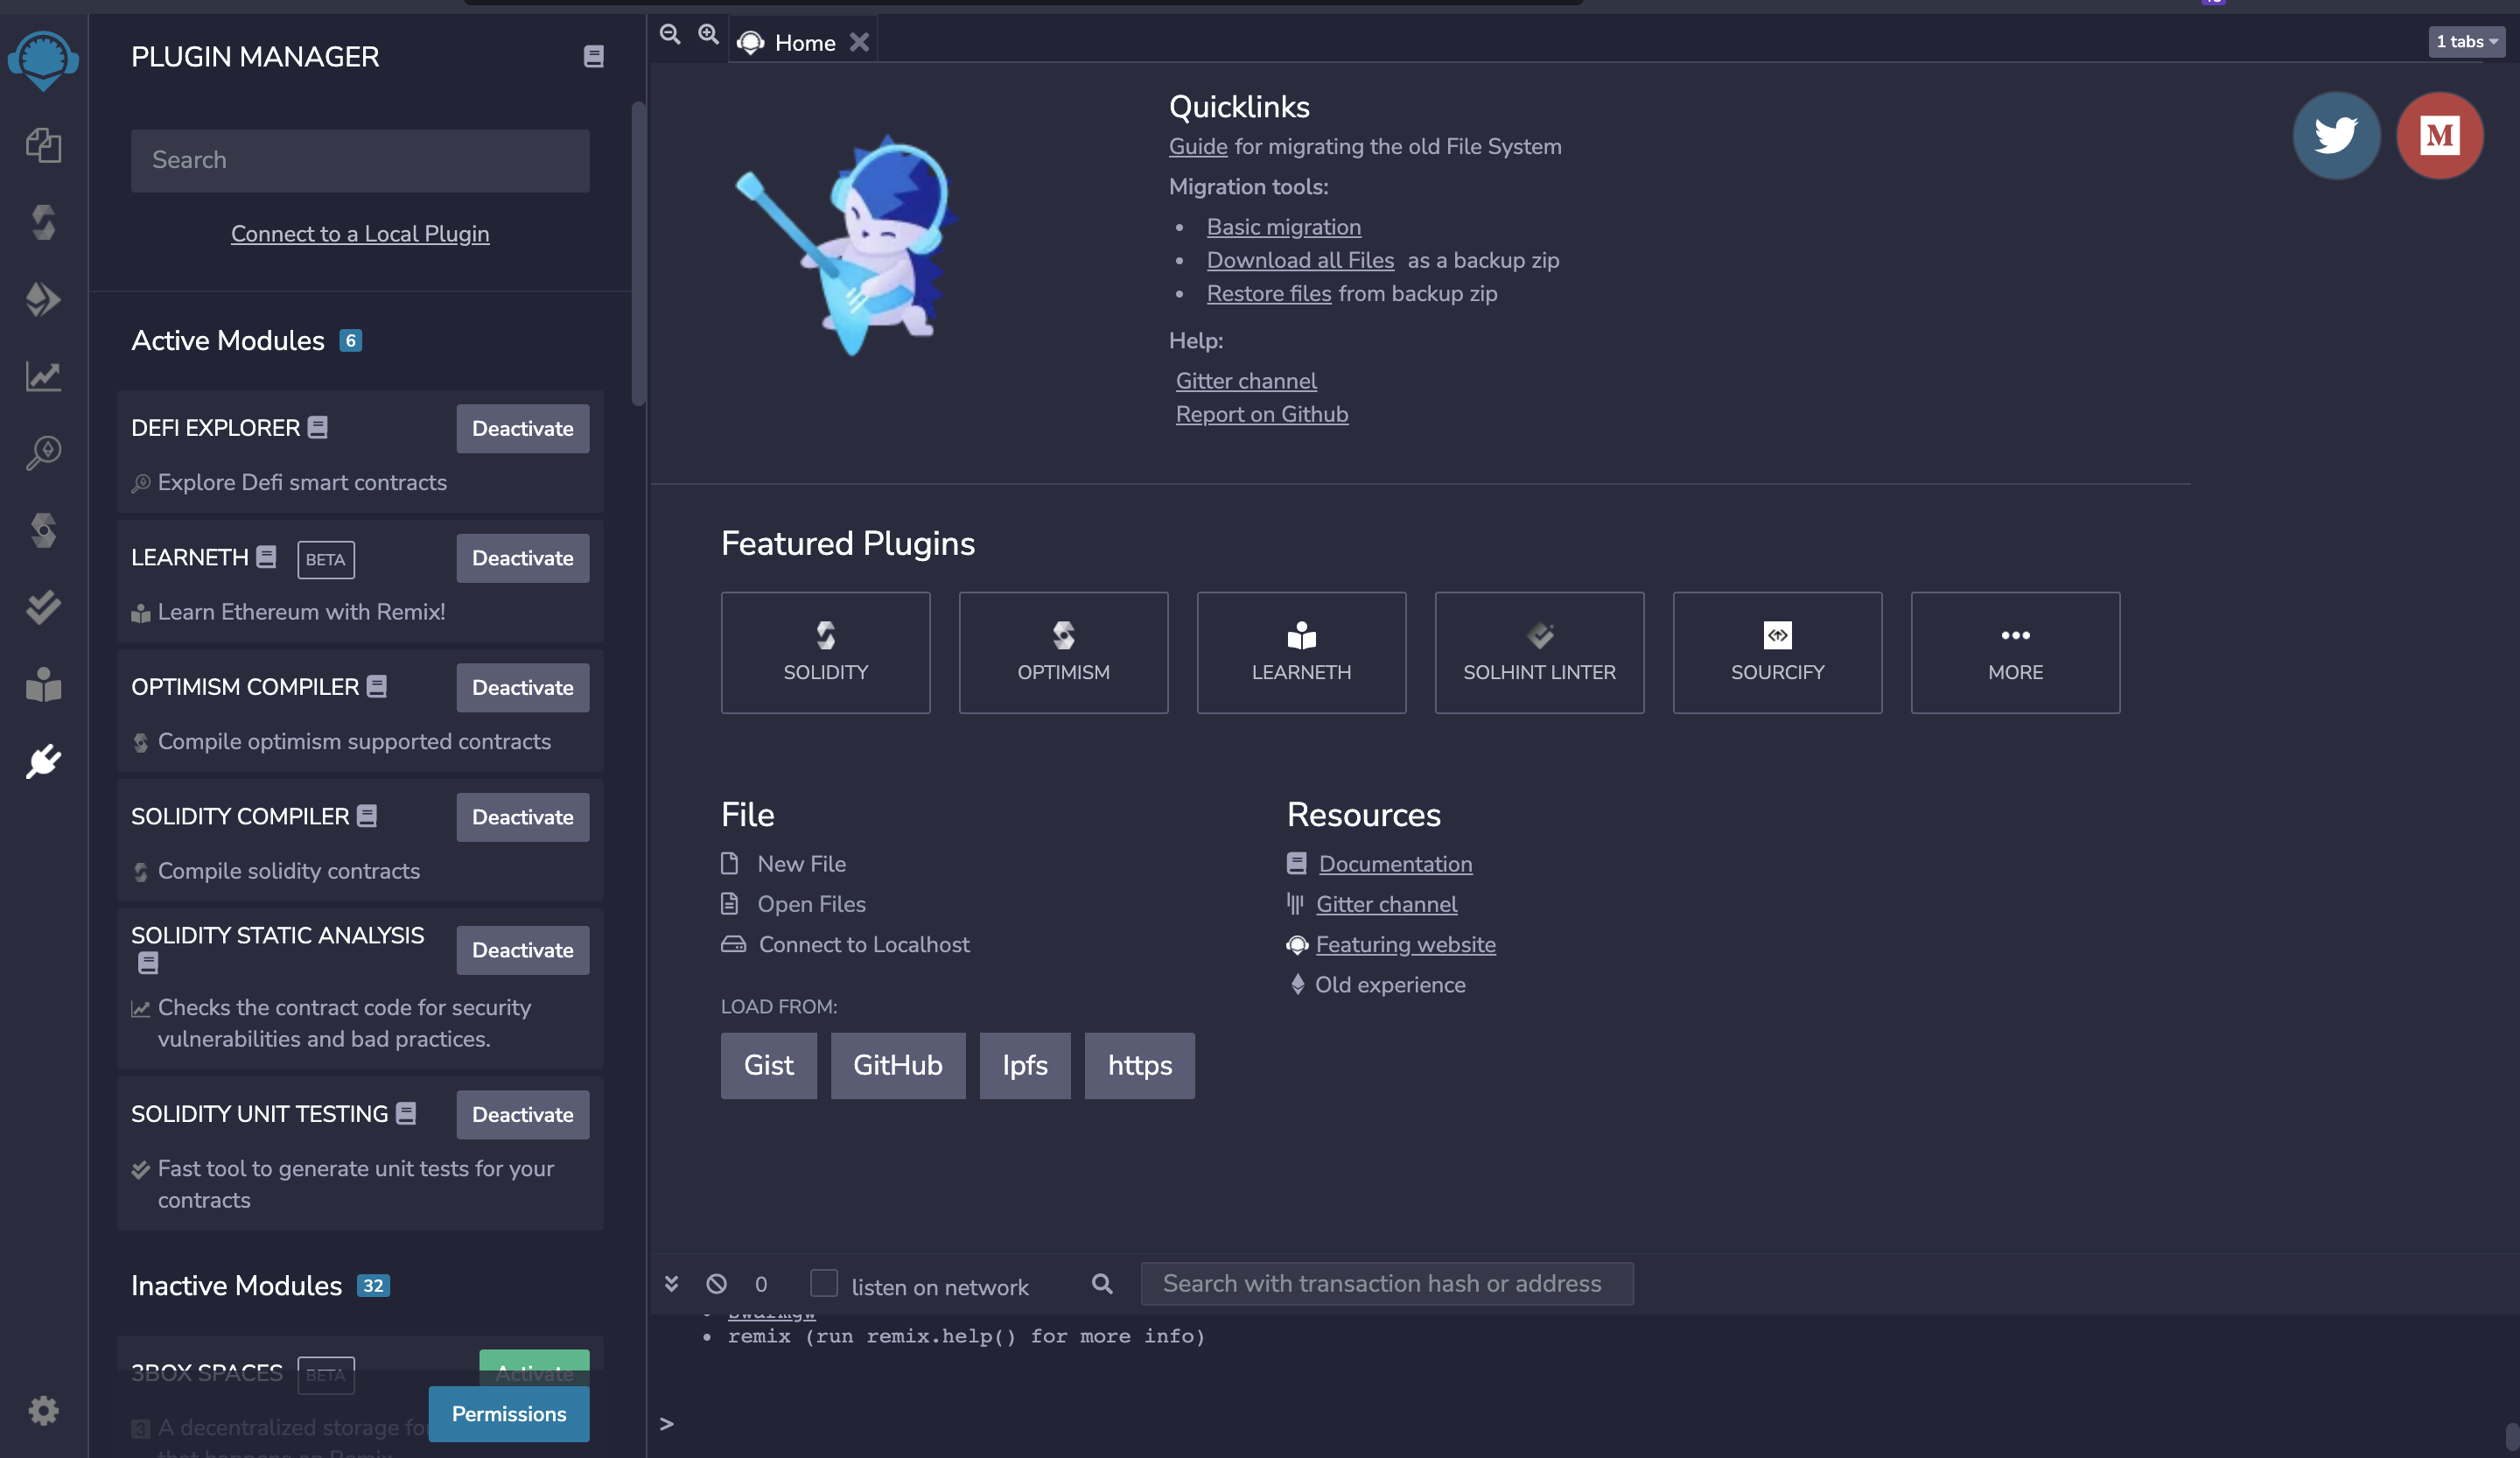 PLUGIN MANAGER
Search
Connect to a Local Plugin
Active Modules 6
DEFI EXPLORER Deactivate
Explore Defi smart contracts
LEARNETH BETA Deactivate
Learn Ethereum with Remix!
OPTIMISM COMPILER Deactivate
Compile optimism supported contracts
SOLIDITY COMPILER Deactivate
Compile solidity contracts
SOLIDITY STATIC ANALYSIS Deactivate
Checks the contract code for security
vulnerabilities and bad practices.
SOLIDITY UNIT TESTING Deactivate
Fast tool to generate unit tests for your
contracts
Inactive Modules 32
3BOX SPACES BETA Activate
3 A decentralized storage for
that happens on Remix
Permissions
Home
1 tabs
Quicklinks
Guide for migrating the old File System
Migration tools:
• Basic migration
• Download all Files as a backup zip
• Restore files from backup zip
Help:
Gitter channel
Report on Github
M
Featured Plugins
SOLIDITY
OPTIMISM
LEARNETH
SOLHINT LINTER
SOURCIFY
MORE
File
New File
Open Files
Connect to Localhost
LOAD FROM:
Gist GitHub Ipfs https
Resources
Documentation
Gitter channel
Featuring website
Old experience
0 listen on network Search with transaction hash or address
• swarmgw
• remix (run remix.help() for more info)
>